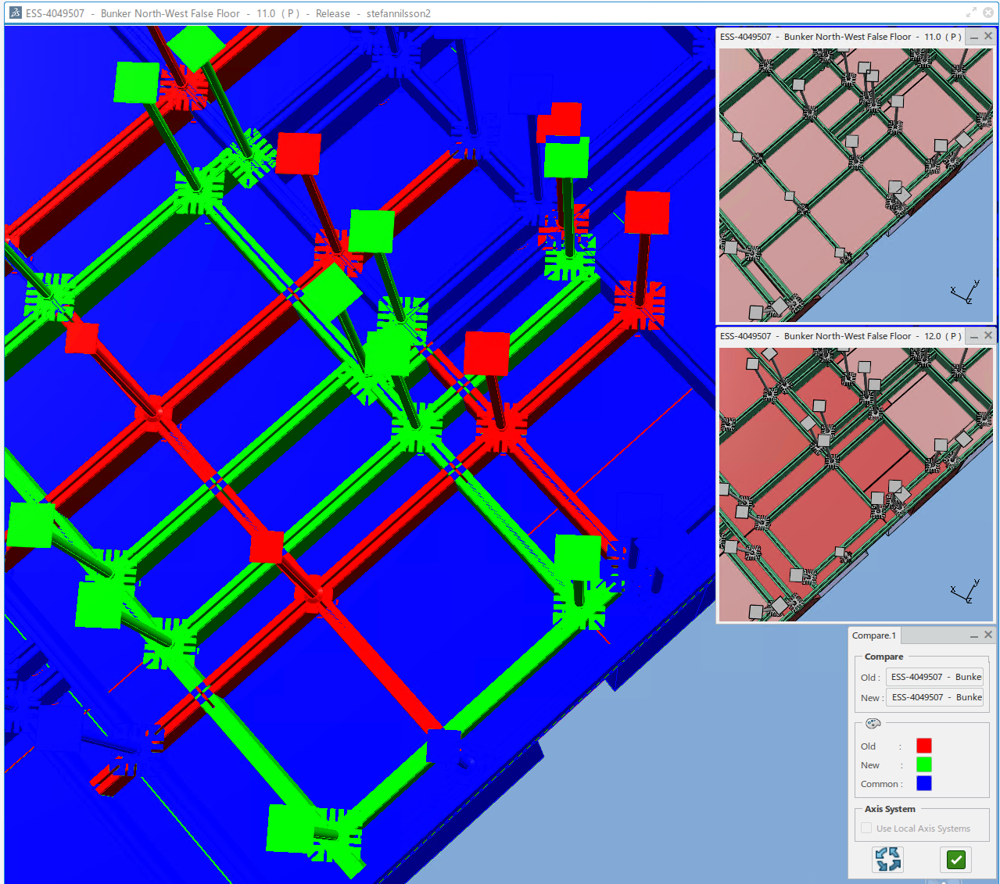 ESS-4049507 - Bunker North-West False Floor - 11.0 ( P ) - Release - stefannilsson2
ESS-4049507 - Bunker North-West False Floor - 11.0 ( P )
x y z
ESS-4049507 - Bunker North-West False Floor - 12.0 ( P )
x y z
Compare.1
Compare
Old : ESS-4049507 - Bunke
New : ESS-4049507 - Bunke
Old :
New :
Common :
Axis System
Use Local Axis Systems